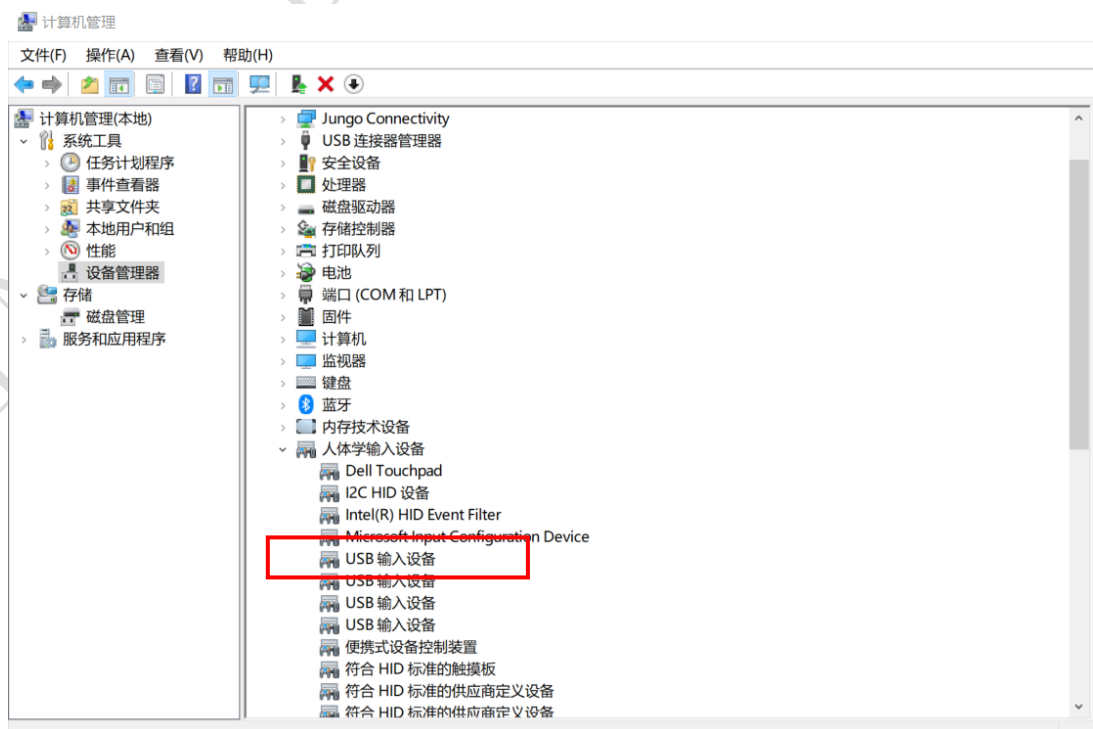 计算机管理
文件(F) 操作(A) 查看(V) 帮助(H)
计算机管理(本地)
系统工具
任务计划程序
事件查看器
共享文件夹
本地用户和组
性能
设备管理器
存储
磁盘管理
服务和应用程序
Jungo Connectivity
USB 连接器管理器
安全设备
处理器
磁盘驱动器
存储控制器
打印队列
电池
端口 (COM 和 LPT)
固件
计算机
监视器
键盘
蓝牙
内存技术设备
人体学输入设备
Dell Touchpad
I2C HID 设备
Intel(R) HID Event Filter
Microsoft Input Configuration Device
USB 输入设备
USB 输入设备
USB 输入设备
USB 输入设备
便携式设备控制装置
符合 HID 标准的触摸板
符合 HID 标准的供应商定义设备
符合 HID 标准的供应商定义设备